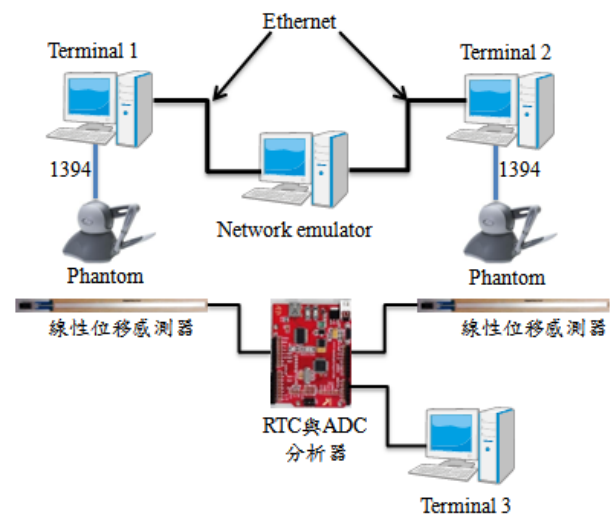 Ethernet
Terminal 1
Terminal 2
1394
1394
Network emulator
Phantom
Phantom
線性位移感測器
線性位移感測器
RTC與ADC
分析器
Terminal 3